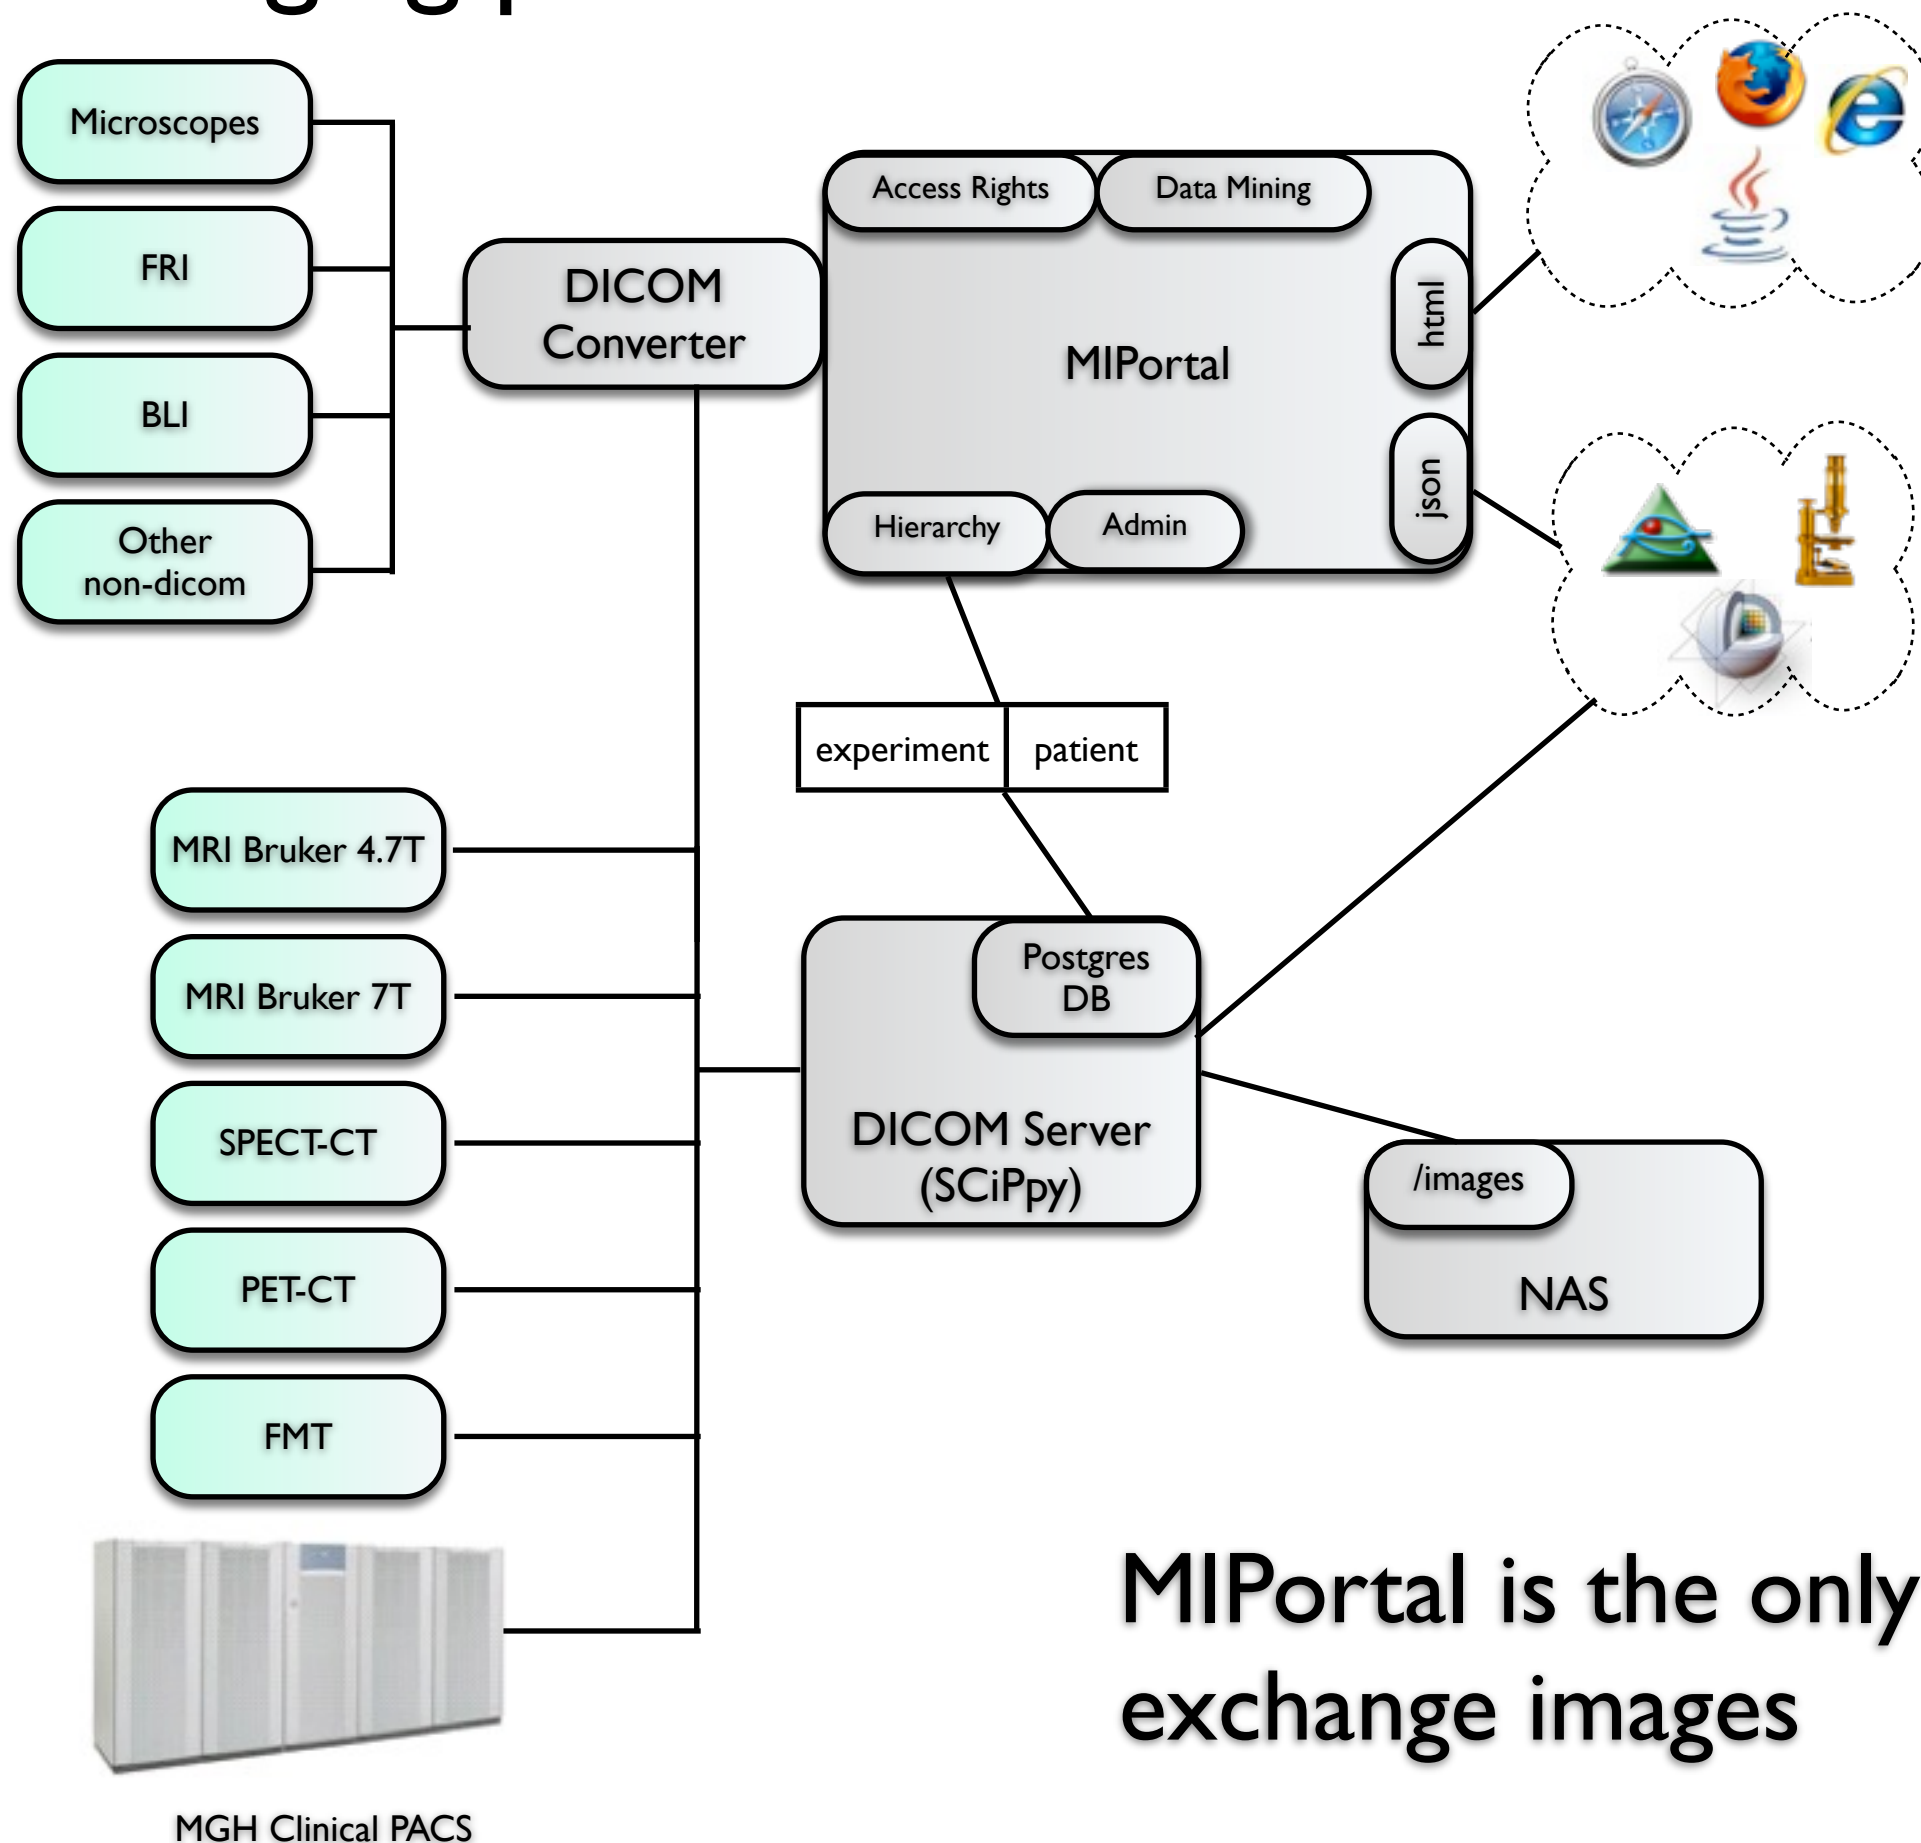 Microscopes
FRI
BLI
Other
non-dicom
DICOM
Converter
Access Rights
Data Mining
MIPortal
html
json
Hierarchy
Admin
experiment
patient
MRI Bruker 4.7T
MRI Bruker 7T
SPECT-CT
PET-CT
FMT
MGH Clinical PACS
Postgres
DB
DICOM Server
(SCiPpy)
/images
NAS
MIPortal is the only
exchange images